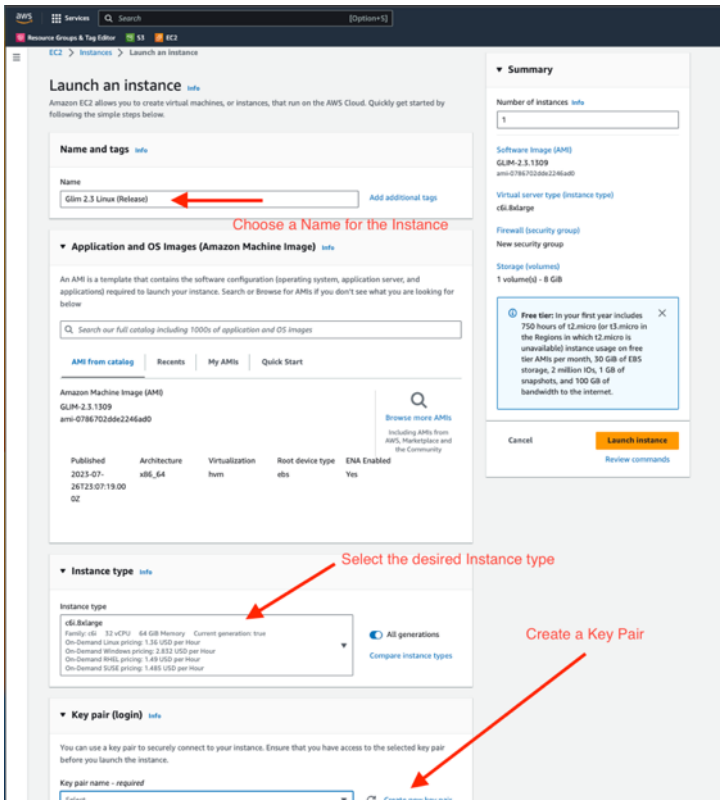 aws Services Search [Option+S]
Resource Groups & Tag Editor S3 EC2
EC2 > Instances > Launch an instance
Launch an instance Info
Amazon EC2 allows you to create virtual machines, or instances, that run on the AWS Cloud. Quickly get started by
following the simple steps below.
Name and tags Info
Name
Glim 2.3 Linux (Release)
Add additional tags
Choose a Name for the Instance
Application and OS Images (Amazon Machine Image) Info
An AMI is a template that contains the software configuration (operating system, application server, and
applications) required to launch your instance. Search or Browse for AMIs if you don't see what you are looking for
below
Search our full catalog including 1000s of application and OS images
AMI from catalog Recents My AMIs Quick Start
Amazon Machine Image (AMI)
GLIM-2.3.1309
ami-0786702dde2246ad0
Browse more AMIs
Including AMIs from
AWS, Marketplace and
the Community
Published Architecture Virtualization Root device type ENA Enabled
2023-07- x86_64 hvm ebs Yes
26T23:07:19.00
0Z
Select the desired Instance type
Instance type Info
Instance type
c6i.8xlarge
Family: c6i 32 vCPU 64 GiB Memory Current generation: true
On-Demand Linux pricing: 1.36 USD per Hour
On-Demand Windows pricing: 2.832 USD per Hour
On-Demand RHEL pricing: 1.49 USD per Hour
On-Demand SUSE pricing: 1.485 USD per Hour
All generations
Compare instance types
Create a Key Pair
Key pair (login) Info
You can use a key pair to securely connect to your instance. Ensure that you have access to the selected key pair
before you launch the instance.
Key pair name - required
Select
Create new key pair
Summary
Number of instances Info
1
Software Image (AMI)
GLIM-2.3.1309
ami-0786702dde2246ad0
Virtual server type (instance type)
c6i.8xlarge
Firewall (security group)
New security group
Storage (volumes)
1 volume(s) - 8 GiB
Free tier: In your first year includes
750 hours of t2.micro (or t3.micro in
the Regions in which t2.micro is
unavailable) instance usage on free
tier AMIs per month, 30 GiB of EBS
storage, 2 million IOs, 1 GB of
snapshots, and 100 GB of
bandwidth to the internet.
Cancel
Launch instance
Review commands